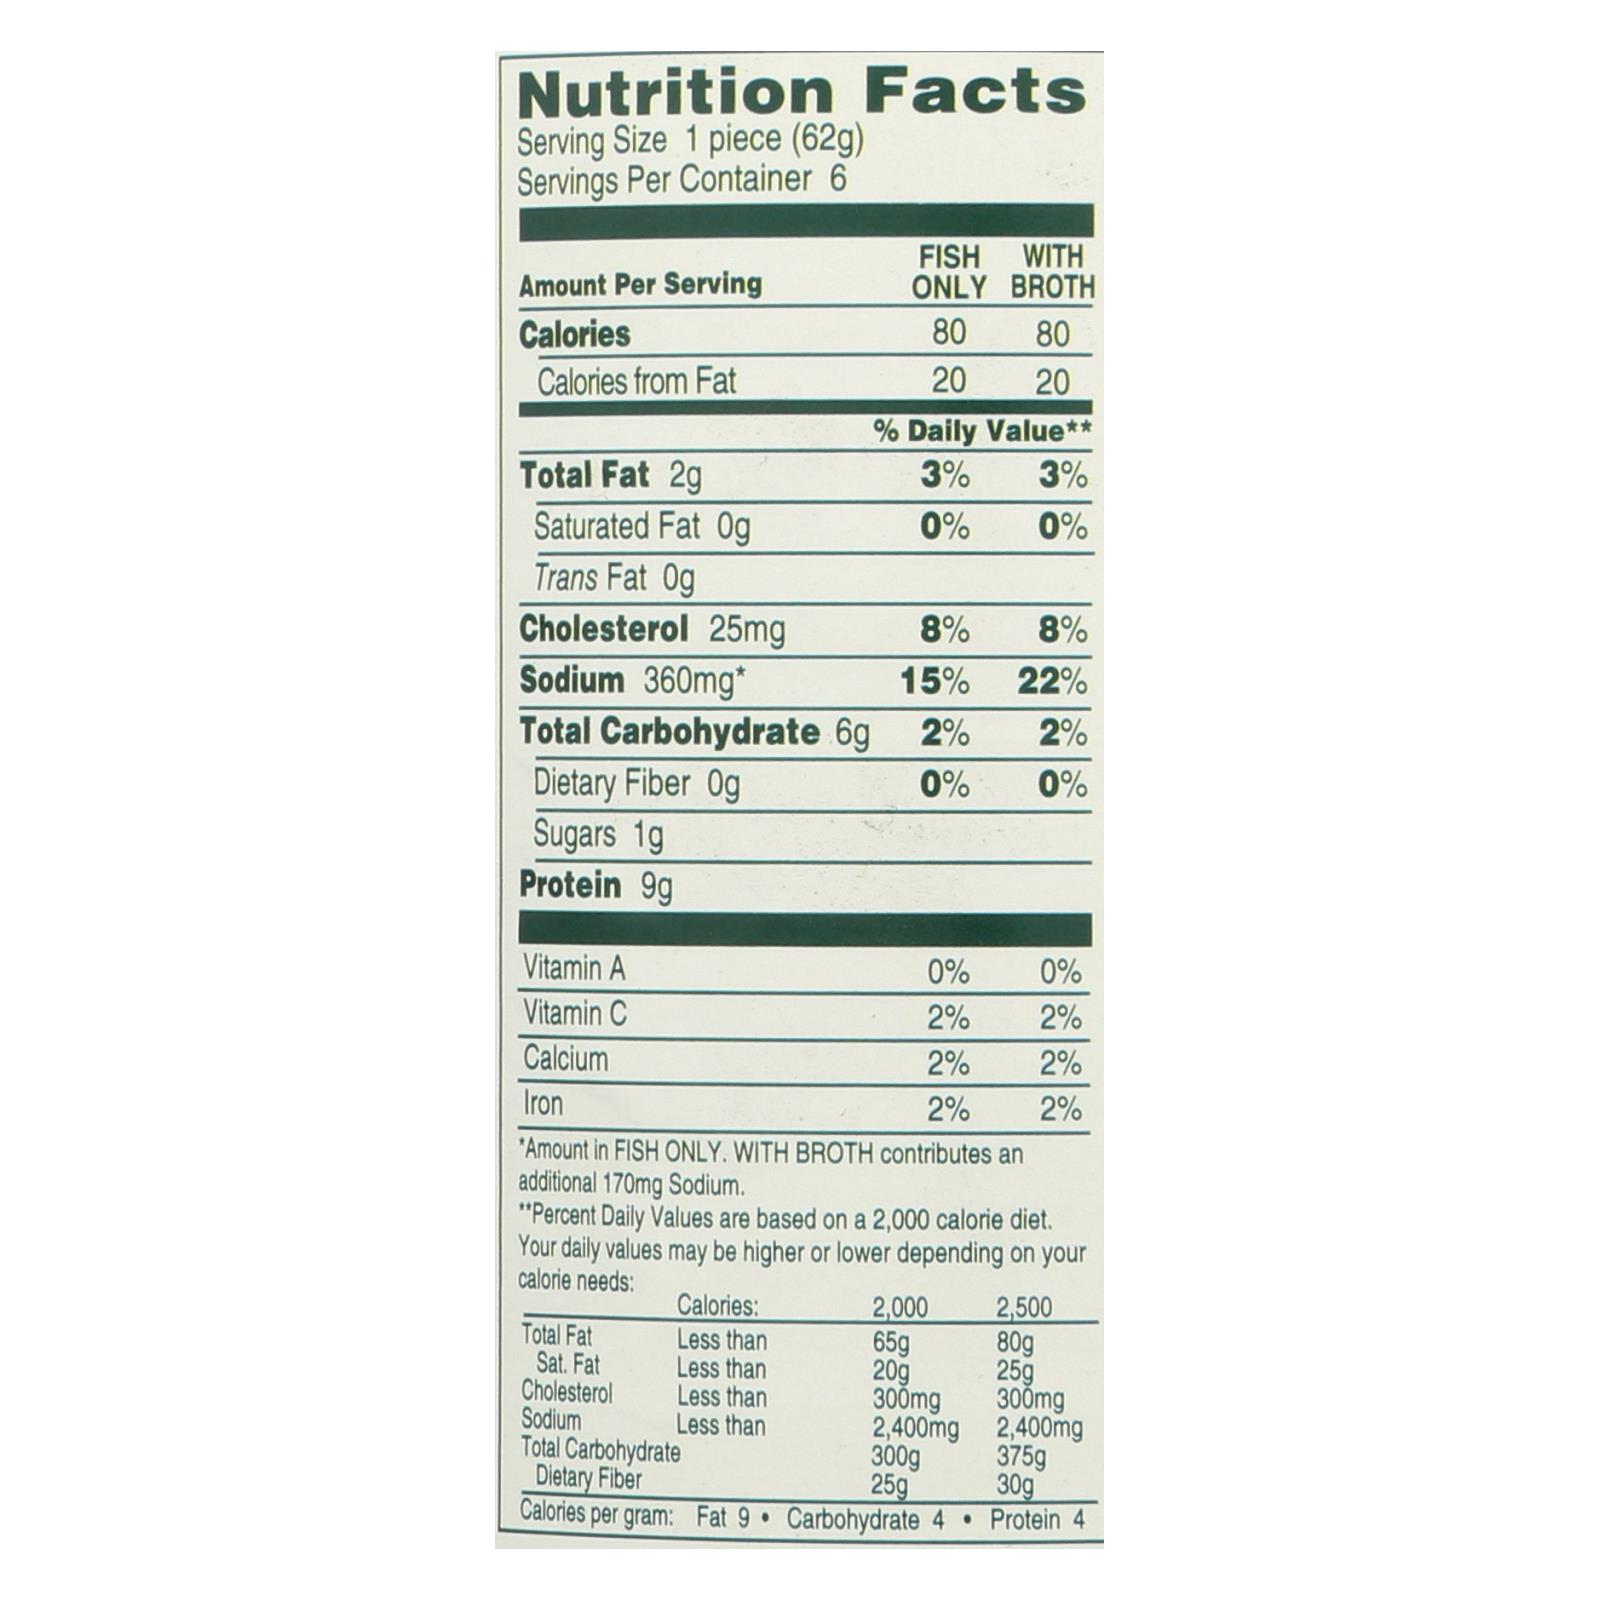 Nutrition Facts
Serving Size 1 piece (62g)
Servings Per Container 6
FISH WITH
Amount Per Serving ONLY BROTH
Calories 80 80
Calories from Fat 20 20
% Daily Value**
Total Fat 2g 3% 3%
Saturated Fat 0g 0% 0%
Trans Fat 0g
Cholesterol 25mg 8% 8%
Sodium 360mg* 15% 22%
Total Carbohydrate 6g 2% 2%
Dietary Fiber 0g 0% 0%
Sugars 1g
Protein 9g
Vitamin A 0% 0%
Vitamin C 2% 2%
Calcium 2% 2%
Iron 2% 2%
*Amount in FISH ONLY. WITH BROTH contributes an
additional 170mg Sodium.
**Percent Daily Values are based on a 2,000 calorie diet.
Your daily values may be higher or lower depending on your
calorie needs:
Calories: 2,000 2,500
Total Fat Less than 65g 80g
Sat. Fat Less than 20g 25g
Cholesterol Less than 300mg 300mg
Sodium Less than 2,400mg 2,400mg
Total Carbohydrate 300g 375g
Dietary Fiber 25g 30g
Calories per gram: Fat 9 • Carbohydrate 4 • Protein 4